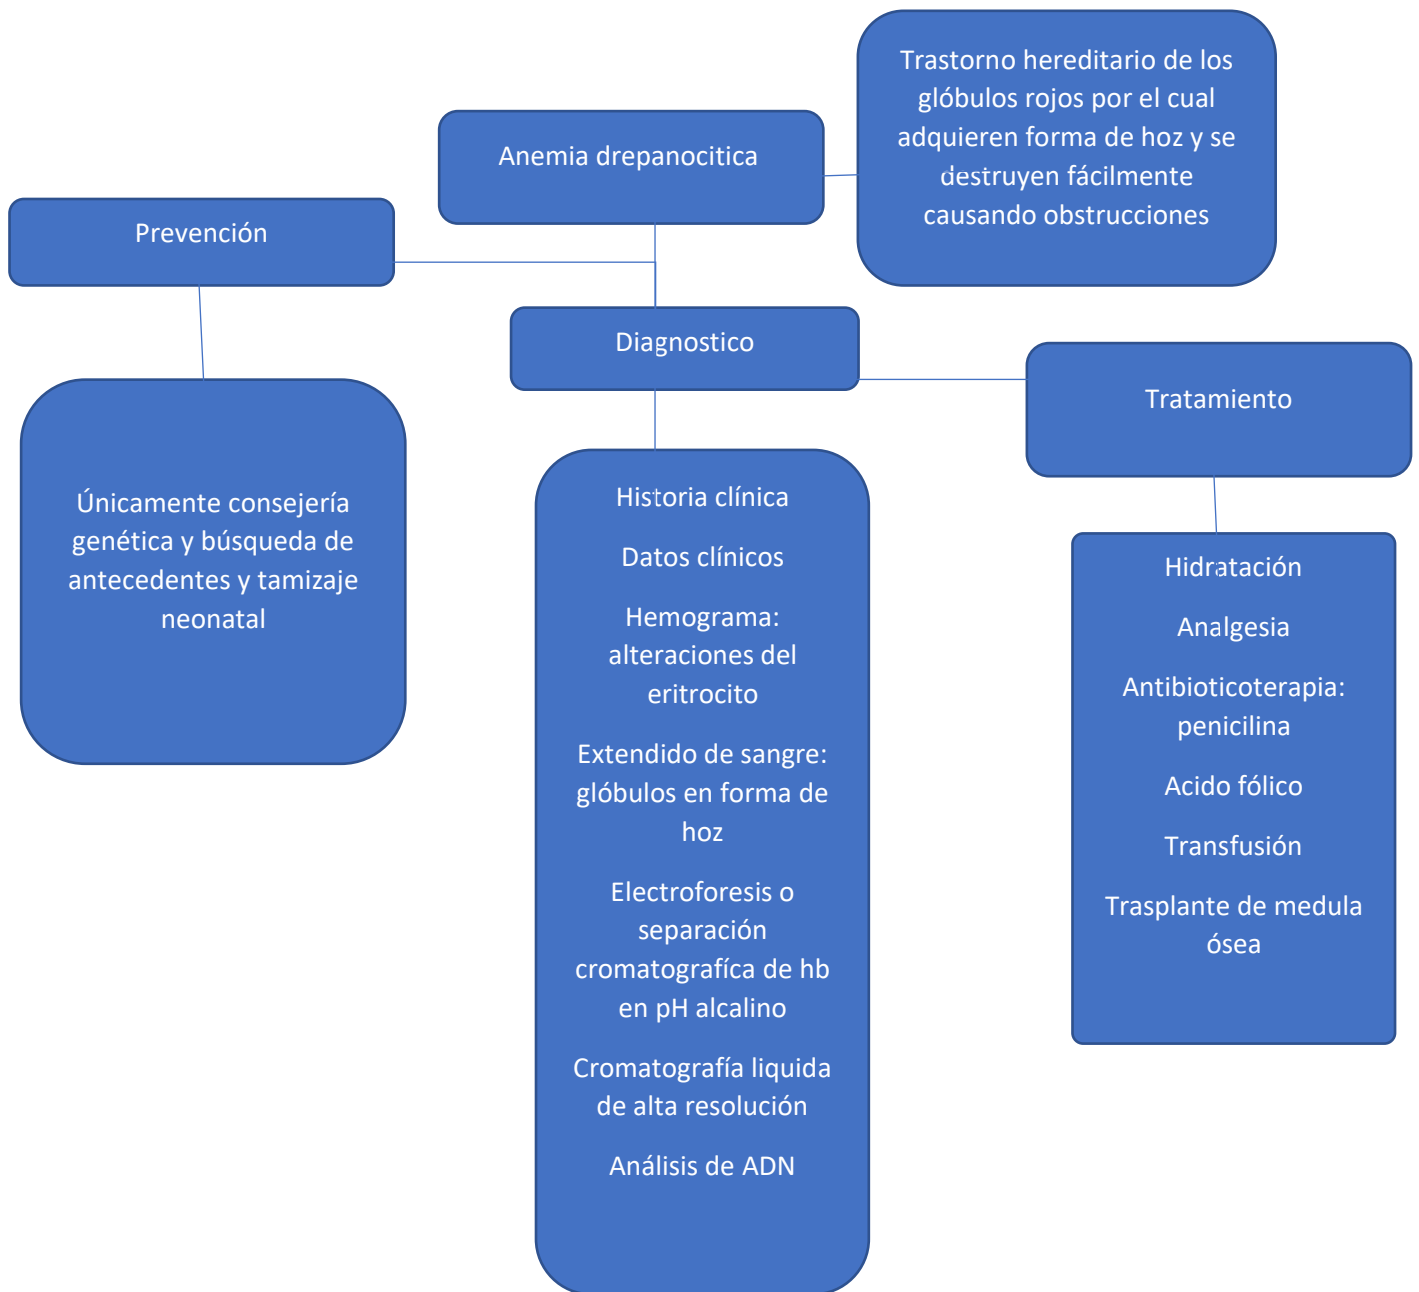 Trastorno hereditario de los
glóbulos rojos por el cual
adquieren forma de hoz y se
destruyen fácilmente
causando obstrucciones
Anemia drepanocitica
Prevención
Diagnostico
Tratamiento
Únicamente consejería
genética y búsqueda de
antecedentes y tamizaje
neonatal
Historia clínica
Datos clínicos
Hemograma:
alteraciones del
eritrocito
Extendido de sangre:
glóbulos en forma de
hoz
Electroforesis o
separación
cromatografíca de hb
en pH alcalino
Cromatografía liquida
de alta resolución
Análisis de ADN
Hidratación
Analgesia
Antibioticoterapia:
penicilina
Acido fólico
Transfusión
Trasplante de medula
ósea